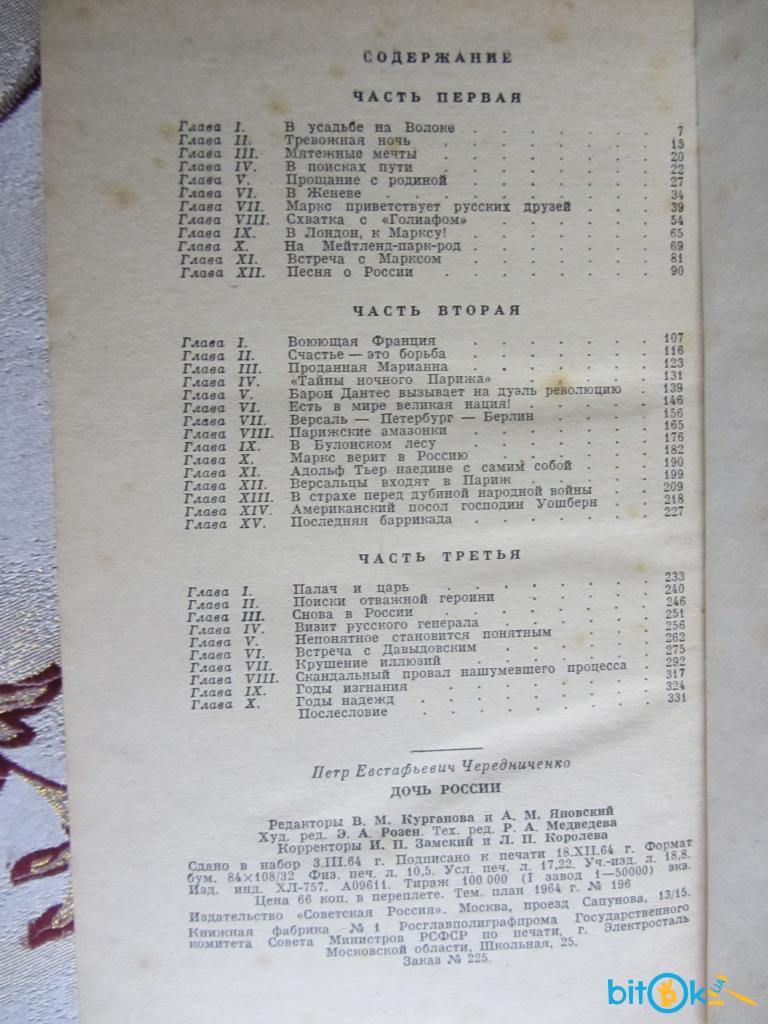 СОДЕРЖАНИЕ
ЧАСТЬ ПЕРВАЯ
Глава I. В усадьбе на Волоке . . . . . . . 7
Глава II. Тревожная ночь . . . . . . . 15
Глава III. Мятежные мечты . . . . . . . 20
Глава IV. В поисках пути . . . . . . . 22
Глава V. Прощание с родиной . . . . . . . 27
Глава VI. В Женеве . . . . . . . 34
Глава VII. Маркс приветствует русских друзей . . . 39
Глава VIII. Схватка с «Голиафом» . . . . . . 54
Глава IX. В Лондон, к Марксу! . . . . . . 65
Глава X. На Мейтленд-парк-род . . . . . . 69
Глава XI. Встреча с Марксом . . . . . . 81
Глава XII. Песня о России . . . . . . . 90
ЧАСТЬ ВТОРАЯ
Глава I. Воюющая Франция . . . . . . 107
Глава II. Счастье — это борьба . . . . . . 116
Глава III. Проданная Марианна . . . . . . 123
Глава IV. «Тайны ночного Парижа» . . . . . 131
Глава V. Барон Дантес вызывает на дуэль революцию . 139
Глава VI. Есть в мире великая нация! . . . . 146
Глава VII. Версаль — Петербург — Берлин . . . . 156
Глава VIII. Парижские амазонки . . . . . . 165
Глава IX. В Булонском лесу . . . . . . 176
Глава X. Маркс верит в Россию . . . . . . 182
Глава XI. Адольф Тьер наедине с самим собой . . 190
Глава XII. Версальцы входят в Париж . . . . 199
Глава XIII. В страхе перед дубиной народной войны . . 209
Глава XIV. Американский посол господин Уошберн . . 218
Глава XV. Последняя баррикада . . . . . . 227
ЧАСТЬ ТРЕТЬЯ
Глава I. Палач и царь . . . . . . . 233
Глава II. Поиски отважной героини . . . . . 240
Глава III. Снова в России . . . . . . . 246
Глава IV. Визит русского генерала . . . . . 251
Глава V. Непонятное становится понятным . . . 256
Глава VI. Встреча с Давыдовским . . . . . 262
Глава VII. Крушение иллюзий . . . . . . 275
Глава VIII. Скандальный провал нашумевшего процесса . 292
Глава IX. Годы изгнания . . . . . . . 317
Глава X. Годы надежд . . . . . . . 324
Послесловие . . . . . . . 331
Петр Евстафьевич Чередниченко
ДОЧЬ РОССИИ
Редакторы В. М. Курганова и А. М. Яновский
Худ. ред. Э. А. Розен. Тех. ред. Р. А. Медведева
Корректоры И. П. Замский и Л. П. Королева
Сдано в набор 3.III.64 г. Подписано к печати 18.XII.64 г. Формат
бум. 84×108/32 Физ. печ. л. 10,5. Усл. печ. л. 17,22. Уч.-изд. л. 18,8.
Изд. инд. ХЛ-757. А09611. Тираж 100 000 (I завод 1—50000) экз.
Цена 66 коп. в переплете. Тем. план 1964 г. № 196
Издательство «Советская Россия». Москва, проезд Сапунова, 13/15.
Книжная фабрика № 1 Росглавполиграфпрома Государственного
комитета Совета Министров РСФСР по печати, г. Электросталь
Московской области, Школьная, 25.
Заказ № 225.
bitOk.UA